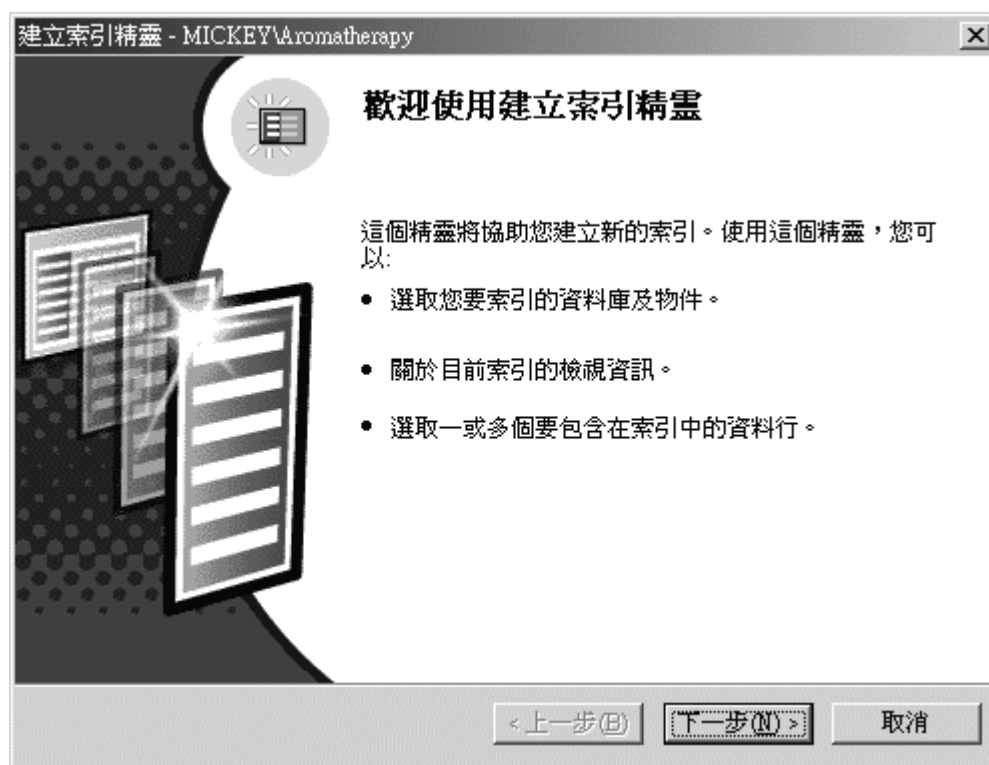 建立索引精靈 - MICKEY\Aromatherapy
歡迎使用建立索引精靈
這個精靈將協助您建立新的索引。使用這個精靈，您可
以:
• 選取您要索引的資料庫及物件。
• 關於目前索引的檢視資訊。
• 選取一或多個要包含在索引中的資料行。
< 上一步(B)
下一步(N) >
取消